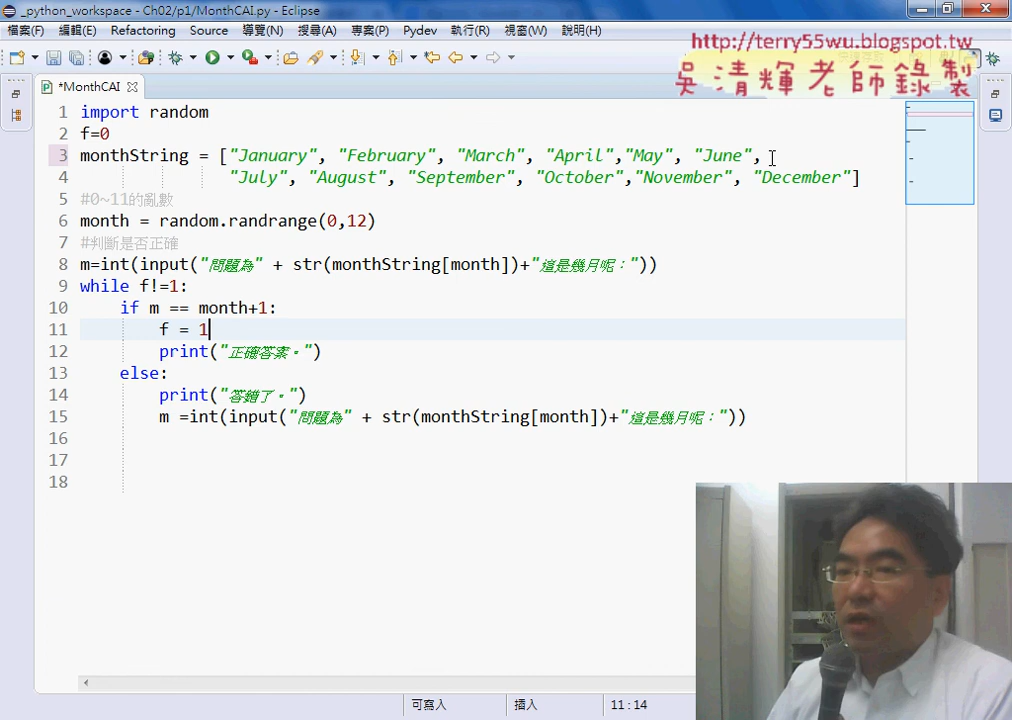 _python_workspace - Ch02/p1/MonthCAI.py - Eclipse
檔案(F) 編輯(E) Refactoring Source 導覽(N) 搜尋(A) 專案(P) Pydev 執行(R) 視窗(W) 說明(H)
http://terry55wu.blogspot.tw
吳清輝老師錄製
*MonthCAI
1 import random
2 f=0
3 monthString = ["January", "February", "March", "April","May", "June",
4 "July", "August", "September", "October","November", "December"]
5 #0~11的亂數
6 month = random.randrange(0,12)
7 #判斷是否正確
8 m=int(input("問題為" + str(monthString[month])+"這是幾月呢："))
9 while f!=1:
10 if m == month+1:
11 f = 1
12 print("正確答案。")
13 else:
14 print("答錯了。")
15 m =int(input("問題為" + str(monthString[month])+"這是幾月呢："))
16
17
18
可寫入 插入 11:14